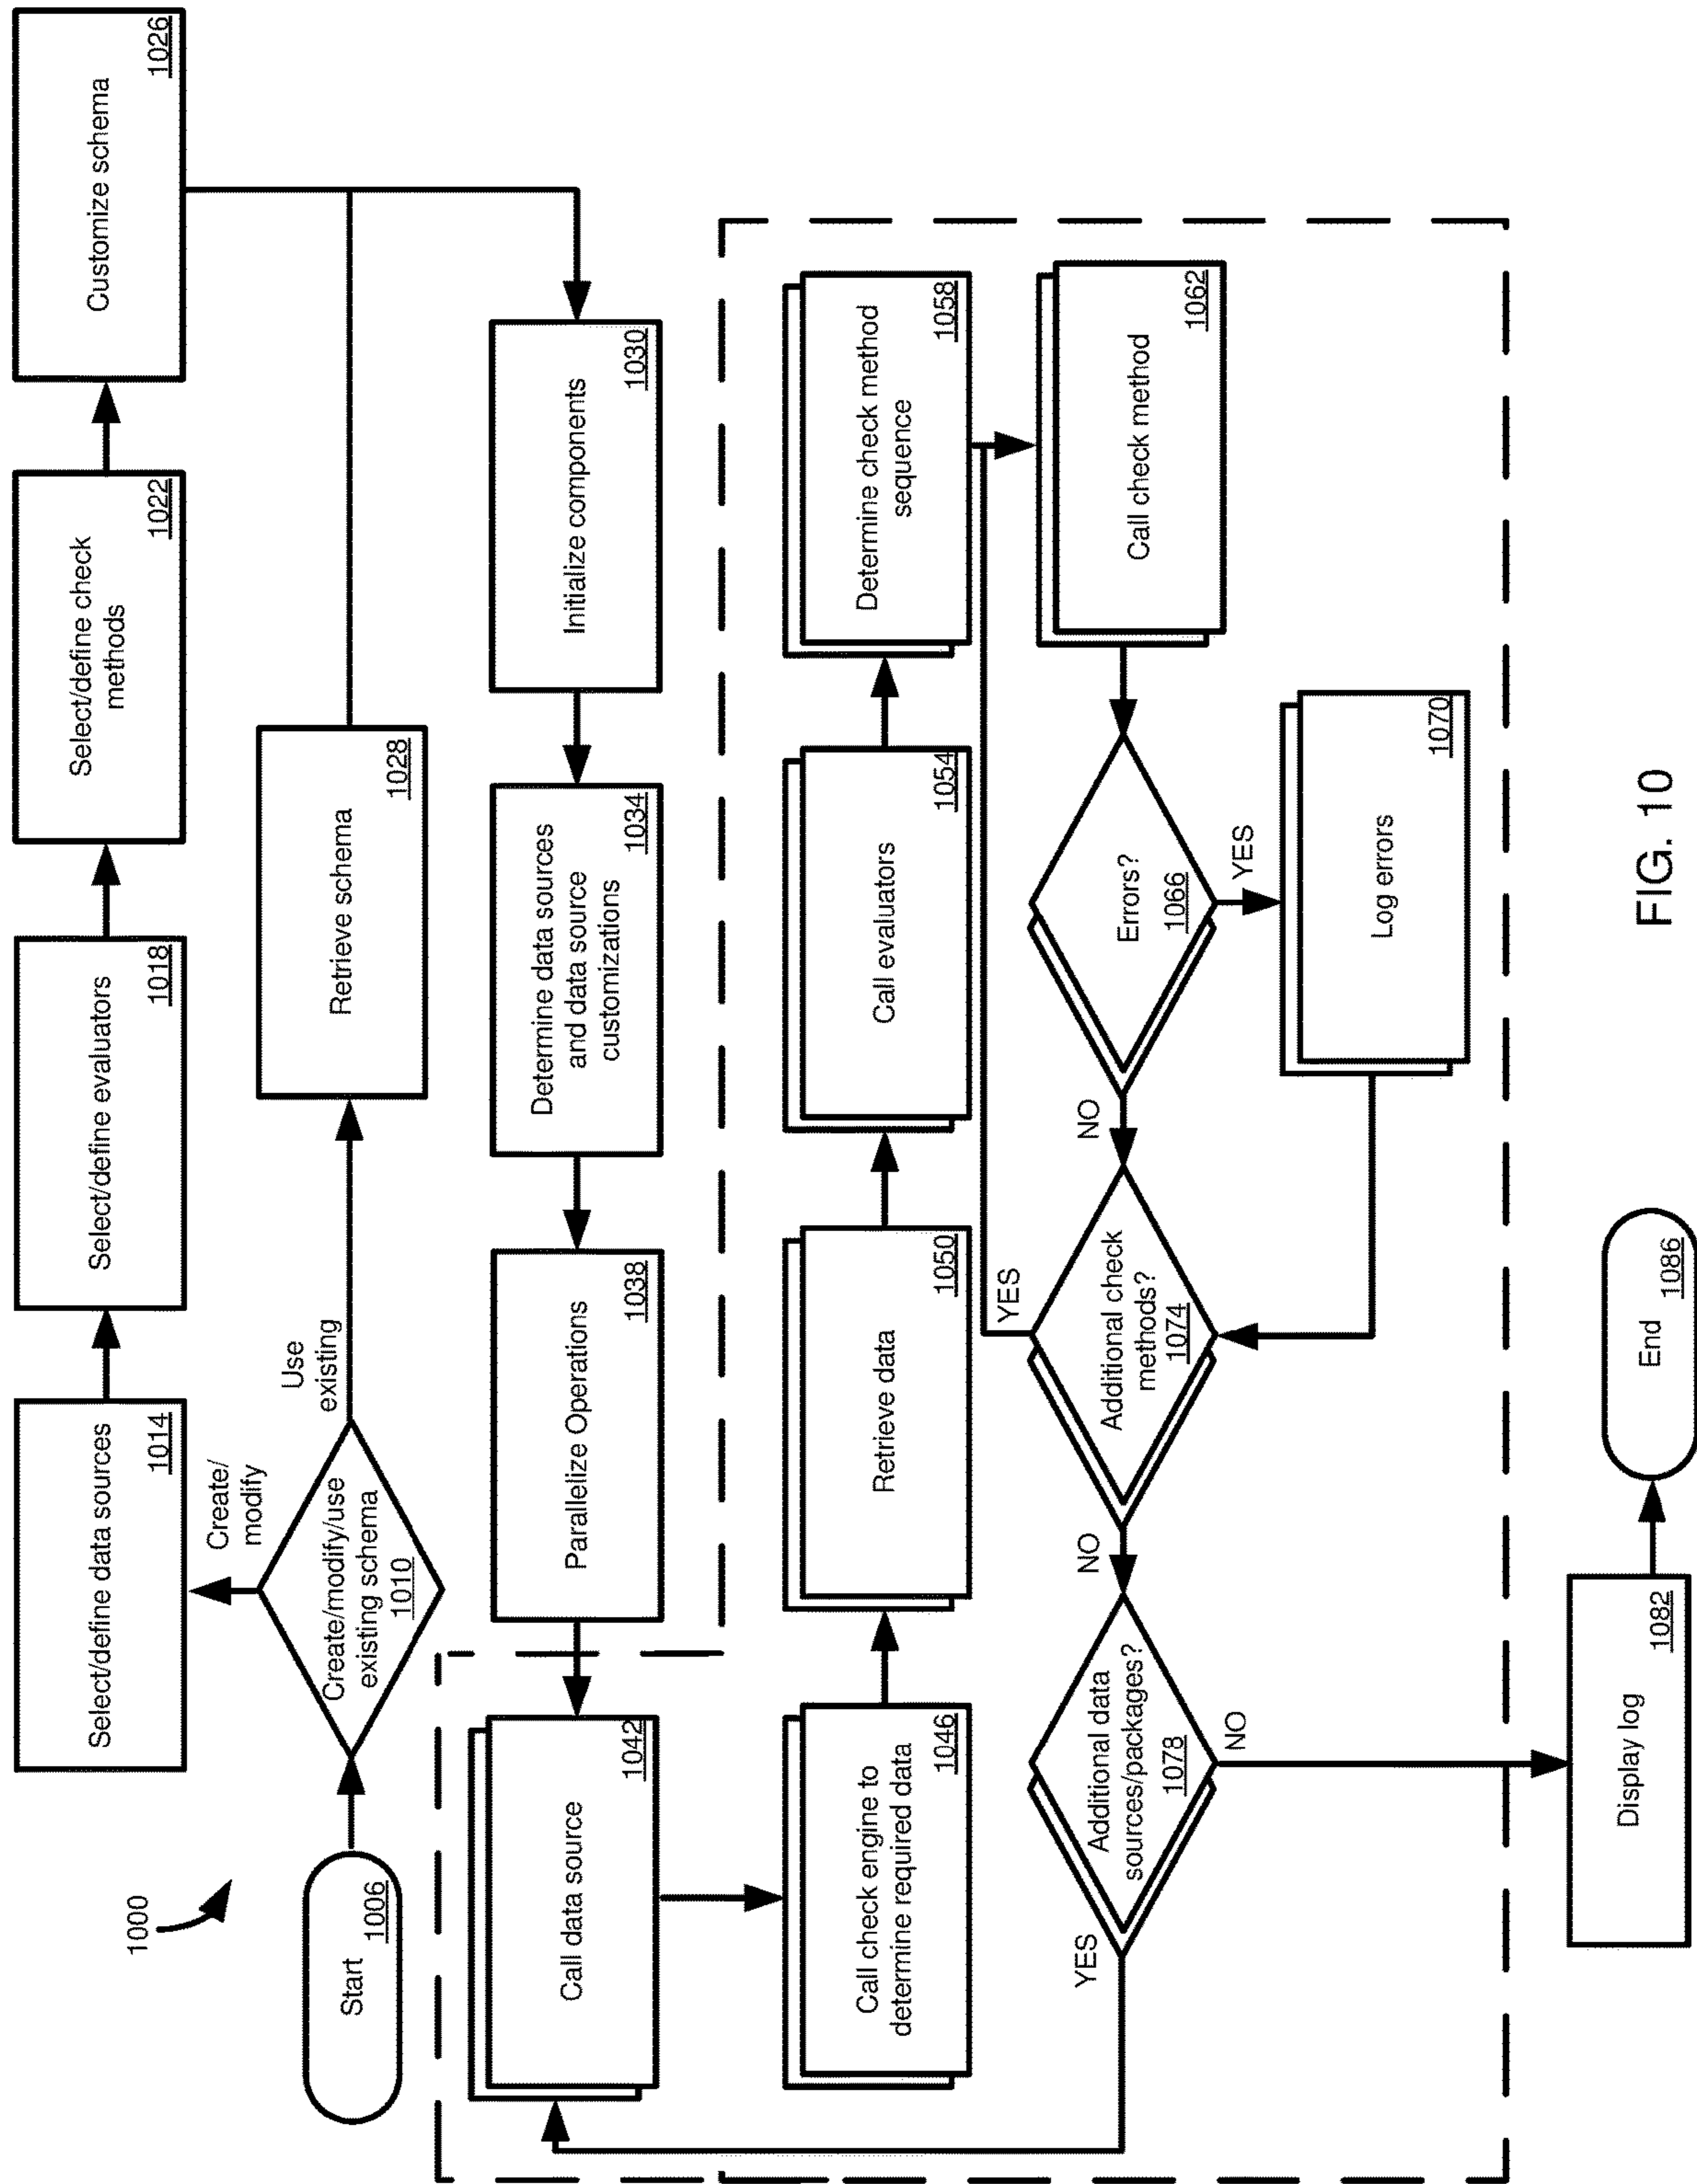 1000
Start
1006
Create/modify/use
existing schema
1010
Create/
modify
Use
existing
Select/define data sources
1014
Select/define evaluators
1018
Select/define check
methods
1022
Customize schema
1026
Retrieve schema
1028
Initialize components
1030
Determine data sources
and data source
customizations
1034
Parallelize Operations
1038
Call data source
1042
Call check engine to
determine required data
1046
Retrieve data
1050
Call evaluators
1054
Determine check method
sequence
1058
Call check method
1062
Errors?
1066
YES
NO
Log errors
1070
Additional check
methods?
1074
YES
NO
Additional data
sources/packages?
1078
YES
NO
Display log
1082
End
1086
FIG. 10